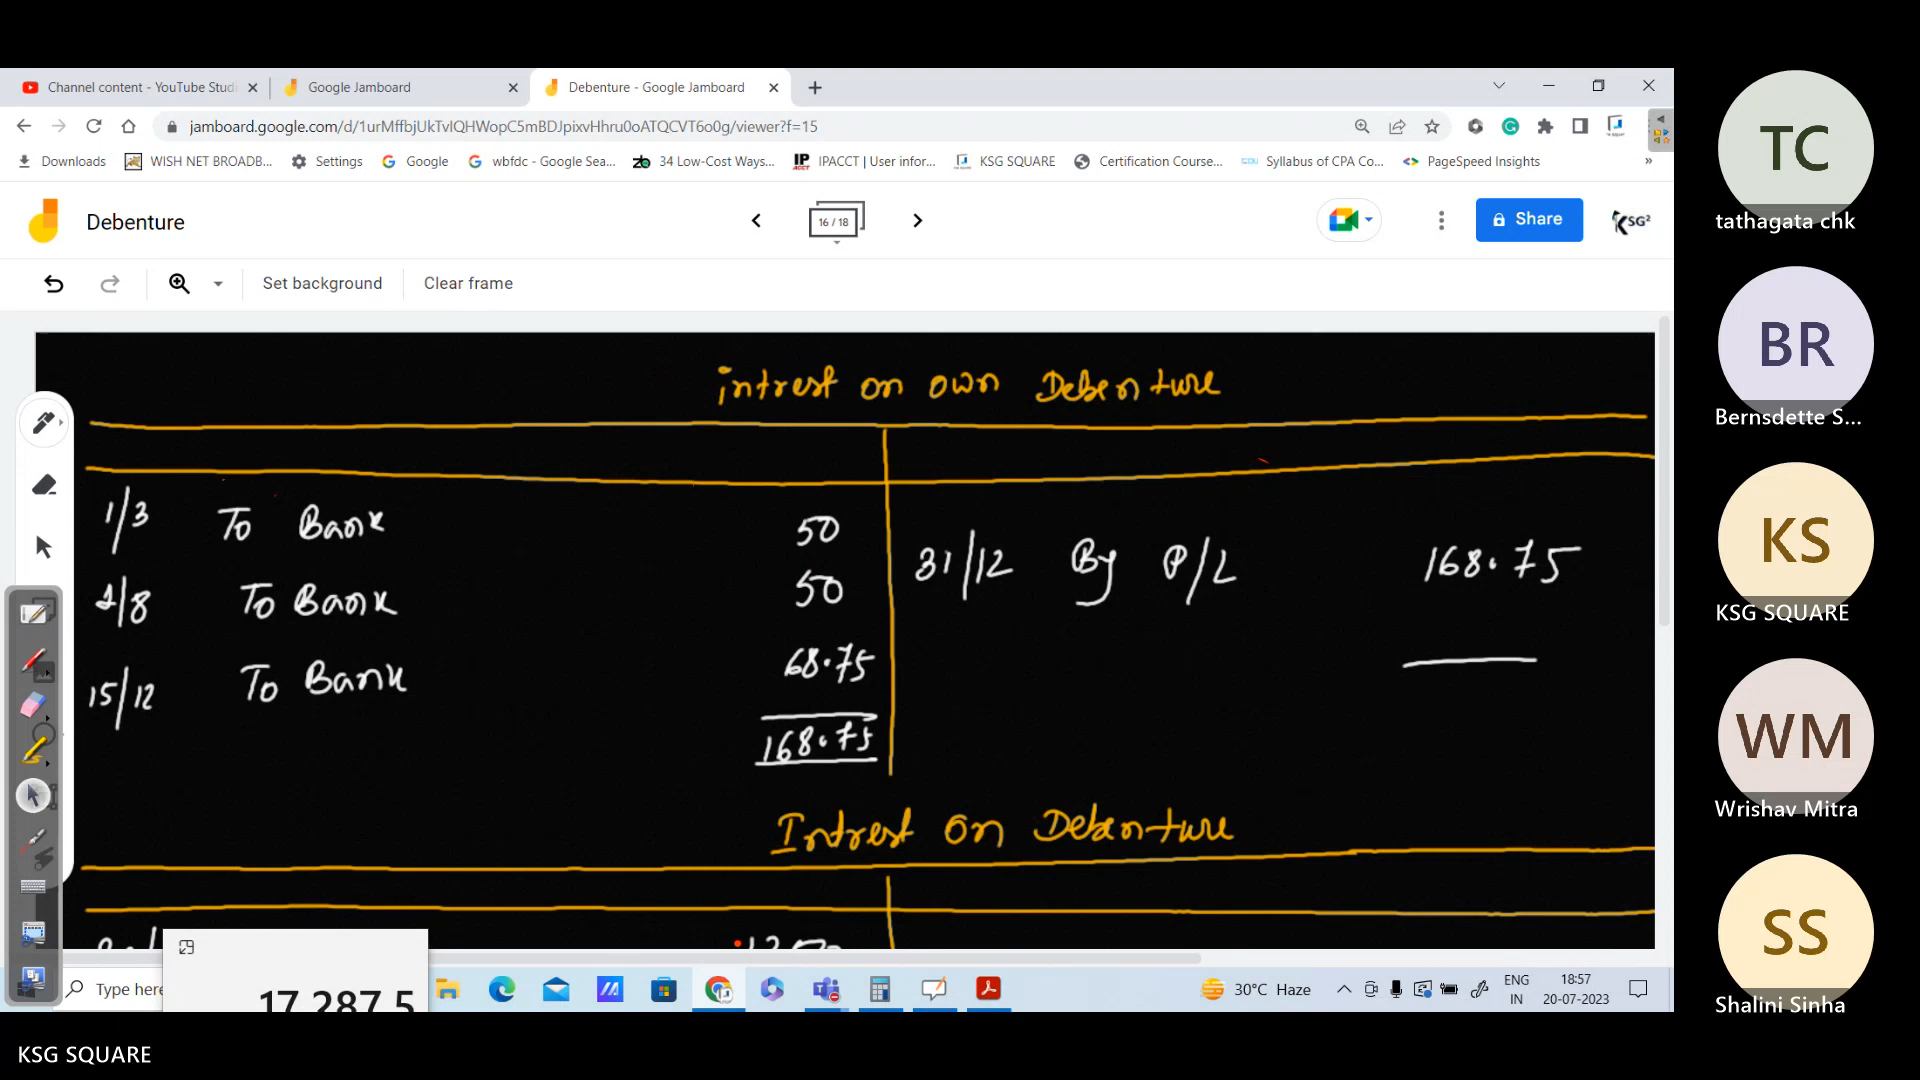 Channel content - YouTube Studi
Google Jamboard
Debenture - Google Jamboard
jamboard.google.com/d/1urMffbjUkTvIQHWopC5mBDJpixvHhru0oATQCVT6o0g/viewer?f=15
Downloads
WISH NET BROADB...
Settings
Google
wbfdc - Google Sea...
34 Low-Cost Ways...
IPACCT | User infor...
KSG SQUARE
Certification Course...
Syllabus of CPA Co...
PageSpeed Insights
»
Debenture
16 / 18
Share
KSG²
Set background
Clear frame
intrest on own Debenture
1/3 To Bank 50
31/12 By P/L 168.75
1/8 To Bank 50
15/12 To Bank 68.75
168.75
Intrest on Debenture
17,287.5
Type here
30°C Haze
ENG
IN
18:57
20-07-2023
TC
tathagata chk
BR
Bernsdette S...
KS
KSG SQUARE
WM
Wrishav Mitra
SS
Shalini Sinha
KSG SQUARE